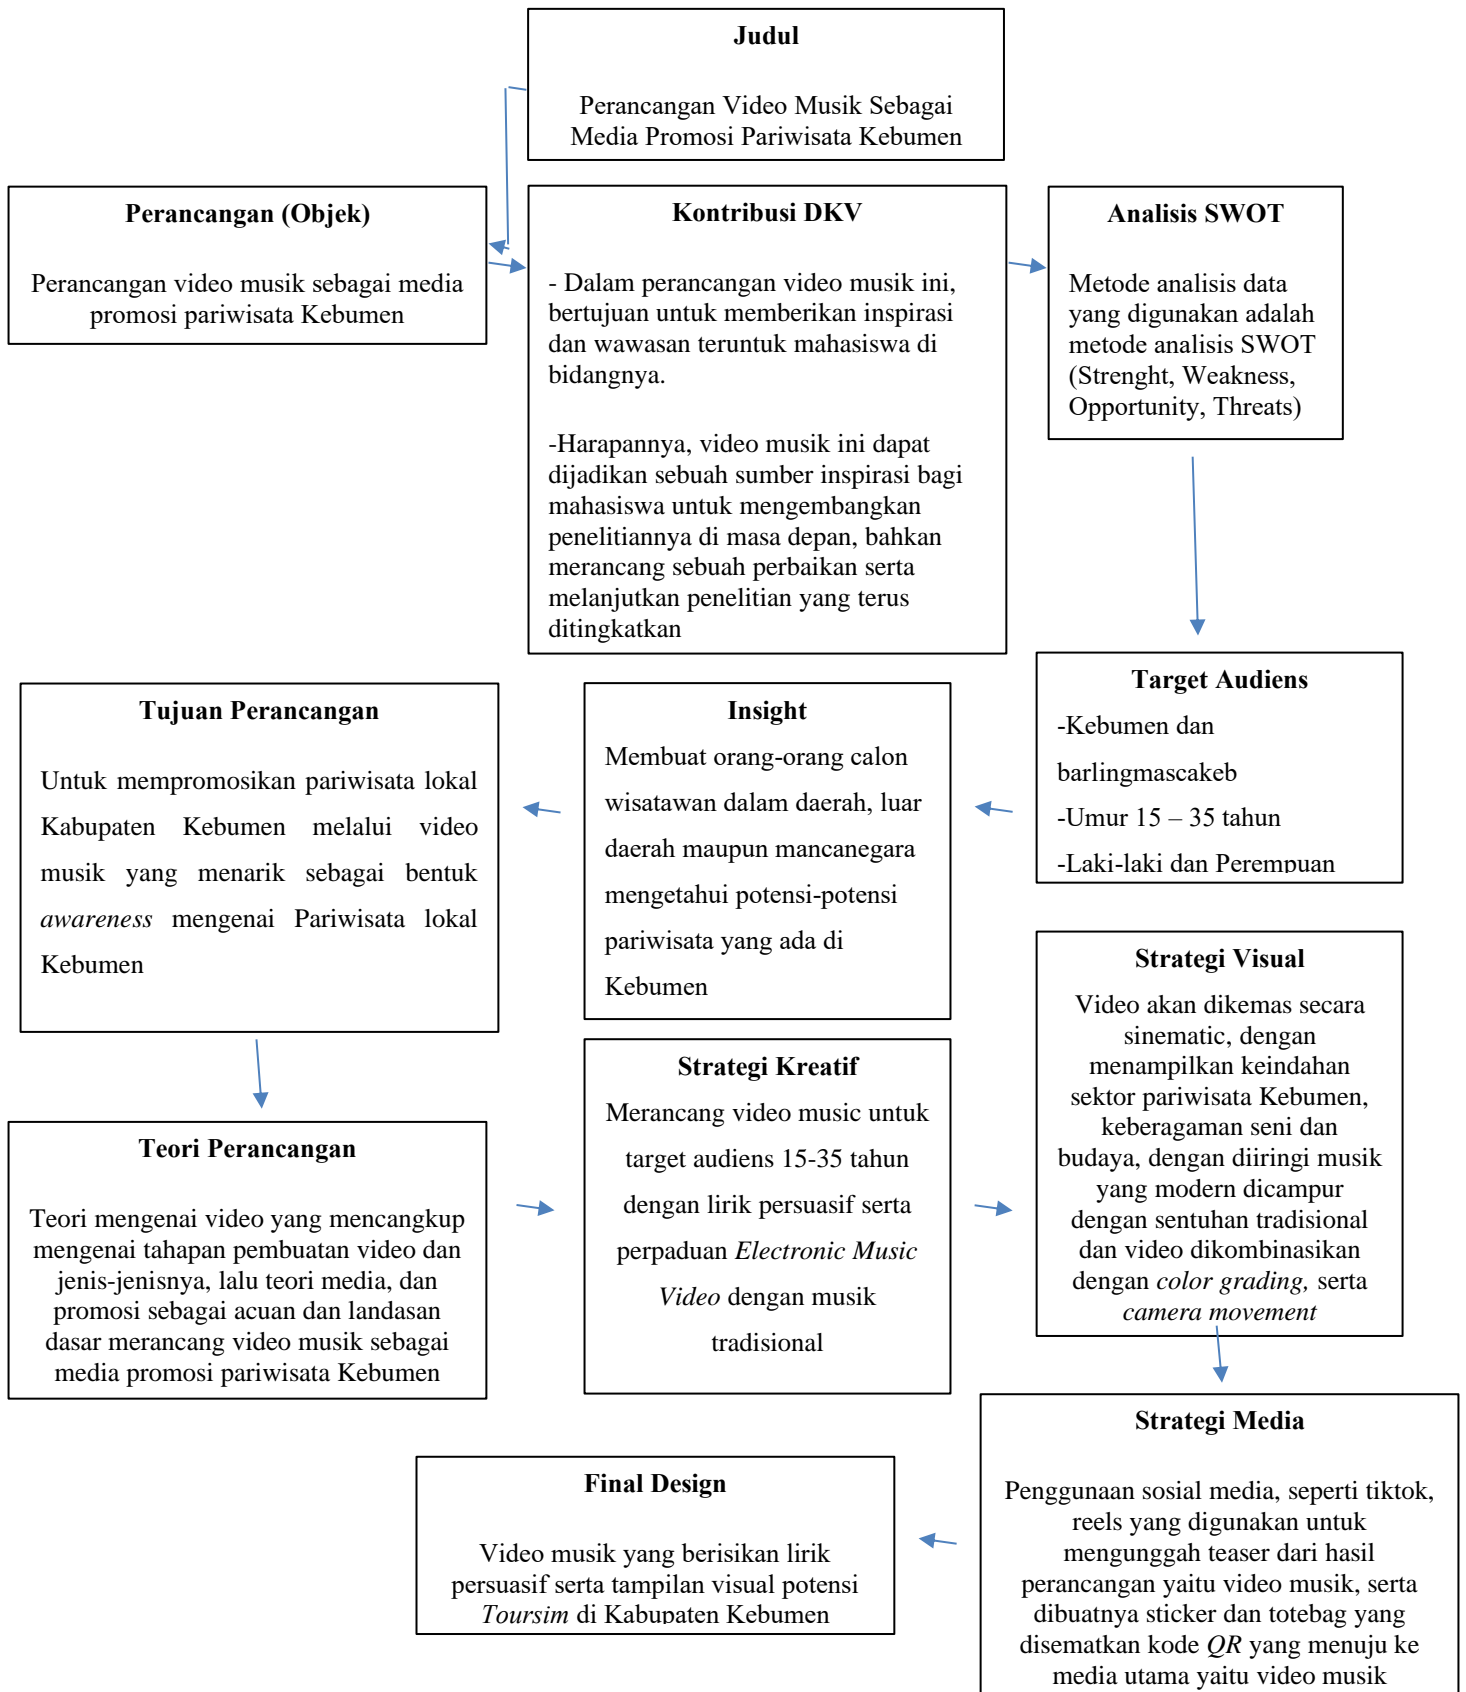 Judul
Perancangan Video Musik Sebagai
Media Promosi Pariwisata Kebumen
Perancangan (Objek)
Perancangan video musik sebagai media
promosi pariwisata Kebumen
Kontribusi DKV
- Dalam perancangan video musik ini,
bertujuan untuk memberikan inspirasi
dan wawasan teruntuk mahasiswa di
bidangnya.
-Harapannya, video musik ini dapat
dijadikan sebuah sumber inspirasi bagi
mahasiswa untuk mengembangkan
penelitiannya di masa depan, bahkan
merancang sebuah perbaikan serta
melanjutkan penelitian yang terus
ditingkatkan
Analisis SWOT
Metode analisis data
yang digunakan adalah
metode analisis SWOT
(Strenght, Weakness,
Opportunity, Threats)
Target Audiens
-Kebumen dan
barlingmascakeb
-Umur 15 – 35 tahun
-Laki-laki dan Perempuan
Insight
Membuat orang-orang calon
wisatawan dalam daerah, luar
daerah maupun mancanegara
mengetahui potensi-potensi
pariwisata yang ada di
Kebumen
Tujuan Perancangan
Untuk mempromosikan pariwisata lokal
Kabupaten Kebumen melalui video
musik yang menarik sebagai bentuk
awareness mengenai Pariwisata lokal
Kebumen
Teori Perancangan
Teori mengenai video yang mencangkup
mengenai tahapan pembuatan video dan
jenis-jenisnya, lalu teori media, dan
promosi sebagai acuan dan landasan
dasar merancang video musik sebagai
media promosi pariwisata Kebumen
Strategi Kreatif
Merancang video music untuk
target audiens 15-35 tahun
dengan lirik persuasif serta
perpaduan Electronic Music
Video dengan musik
tradisional
Strategi Visual
Video akan dikemas secara
sinematic, dengan
menampilkan keindahan
sektor pariwisata Kebumen,
keberagaman seni dan
budaya, dengan diiringi musik
yang modern dicampur
dengan sentuhan tradisional
dan video dikombinasikan
dengan color grading, serta
camera movement
Strategi Media
Penggunaan sosial media, seperti tiktok,
reels yang digunakan untuk
mengunggah teaser dari hasil
perancangan yaitu video musik, serta
dibuatnya sticker dan totebag yang
disematkan kode QR yang menuju ke
media utama yaitu video musik
Final Design
Video musik yang berisikan lirik
persuasif serta tampilan visual potensi
Toursim di Kabupaten Kebumen